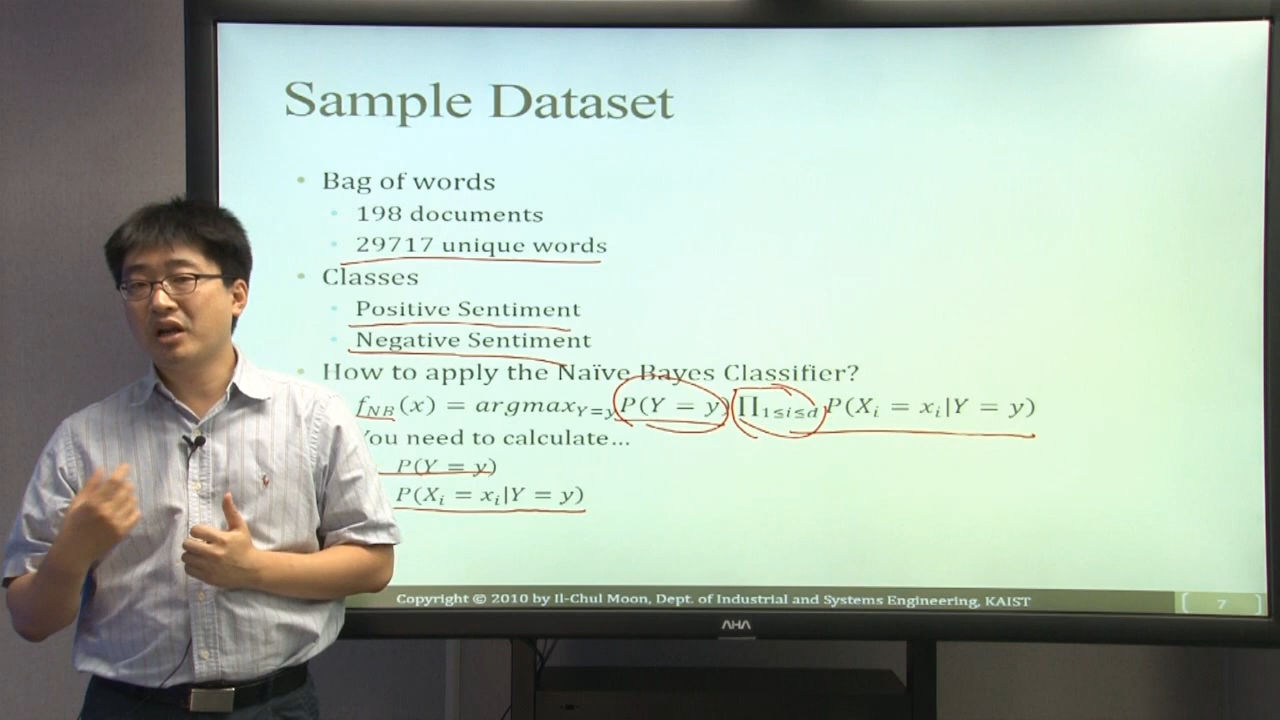 Sample Dataset
• Bag of words
• 198 documents
• 29717 unique words
• Classes
• Positive Sentiment
• Negative Sentiment
• How to apply the Naïve Bayes Classifier?
f_NB(x) = argmax_{Y=y} P(Y = y) ∏_{1≤i≤d} P(X_i = x_i|Y = y)
You need to calculate...
P(Y = y)
P(X_i = x_i|Y = y)
Copyright © 2010 by Il-Chul Moon, Dept. of Industrial and Systems Engineering, KAIST
7
AHA